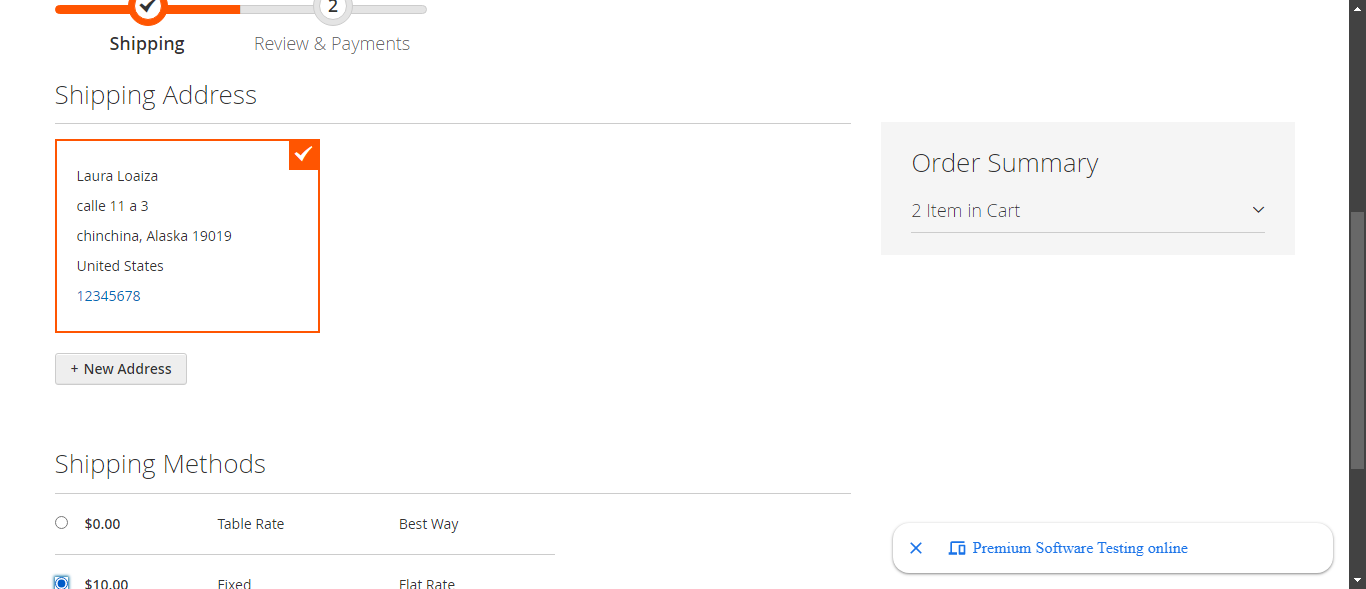 2
Shipping
Review & Payments
Shipping Address
Laura Loaiza
calle 11 a 3
chinchina, Alaska 19019
United States
12345678
+ New Address
Order Summary
2 Item in Cart
Shipping Methods
$0.00 Table Rate Best Way
$10.00 Fixed Flat Rate
Premium Software Testing online